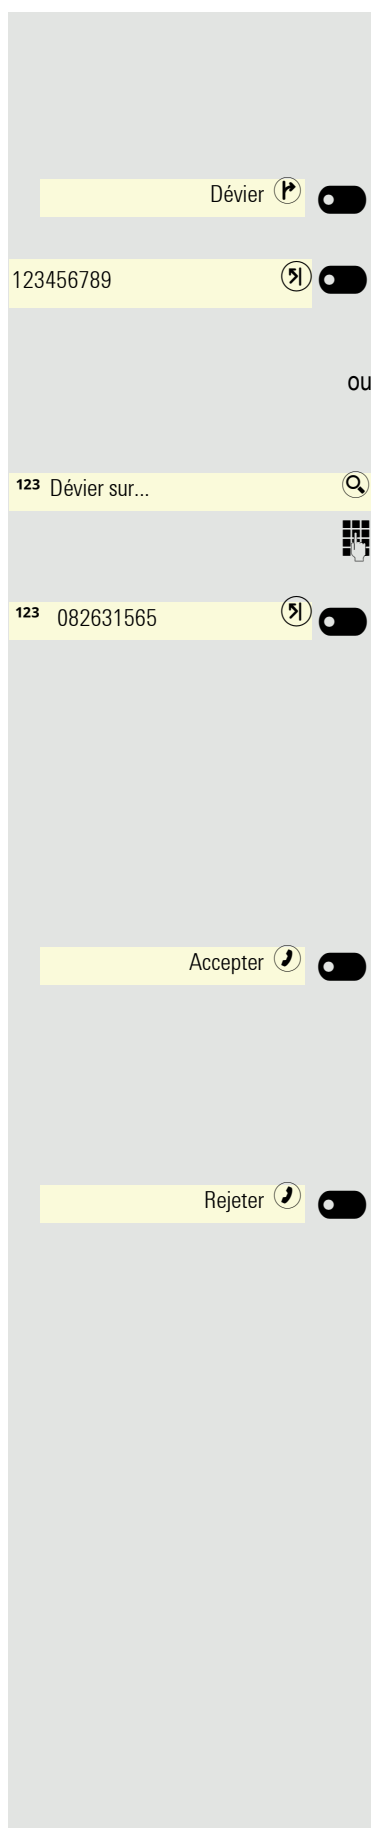 Dévier
123456789
ou
123 Dévier sur...
123 082631565
Accepter
Rejeter